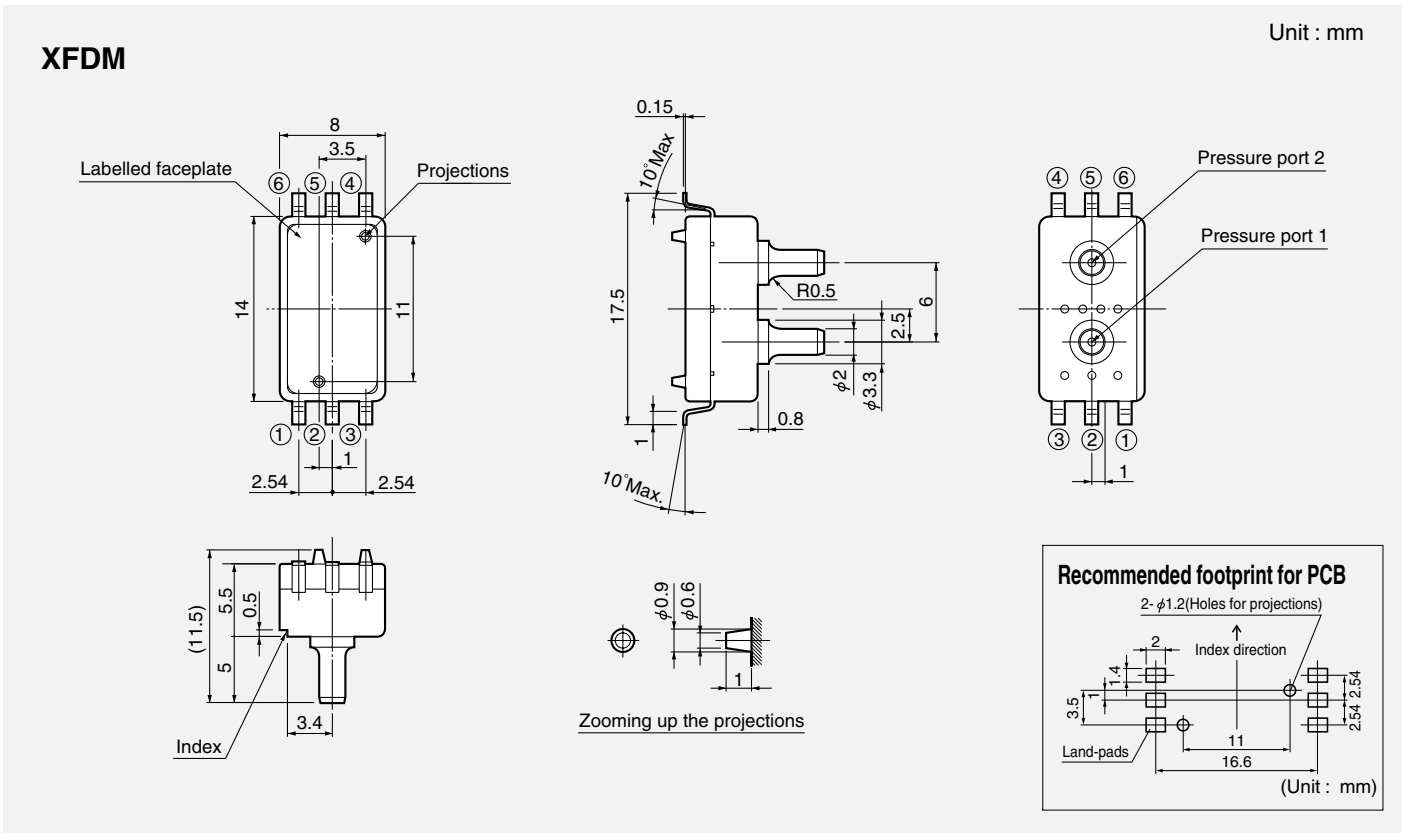 Unit : mm
XFDM
8
3.5
Labelled faceplate
Projections
⑥ ⑤ ④
14
11
① ② ③
1
2.54 2.54
0.15
10°Max
17.5
R0.5
6
2.5
φ2
φ3.3
0.8
1
10°Max.
Pressure port 2
④ ⑤ ⑥
Pressure port 1
③ ② ①
1
(11.5)
5.5
0.5
5
3.4
Index
φ0.9
φ0.6
1
Zooming up the projections
Recommended footprint for PCB
2- φ1.2(Holes for projections)
2
Index direction
1.4
1
3.5
2.54
2.54
Land-pads
11
16.6
(Unit : mm)